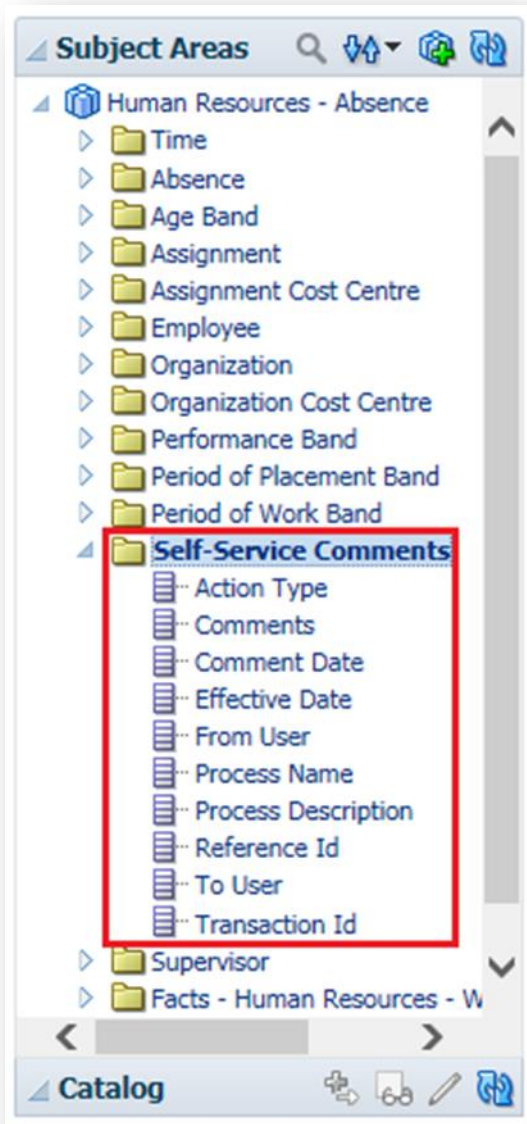 Subject Areas
Human Resources - Absence
Time
Absence
Age Band
Assignment
Assignment Cost Centre
Employee
Organization
Organization Cost Centre
Performance Band
Period of Placement Band
Period of Work Band
Self-Service Comments
Action Type
Comments
Comment Date
Effective Date
From User
Process Name
Process Description
Reference Id
To User
Transaction Id
Supervisor
Facts - Human Resources - W
Catalog